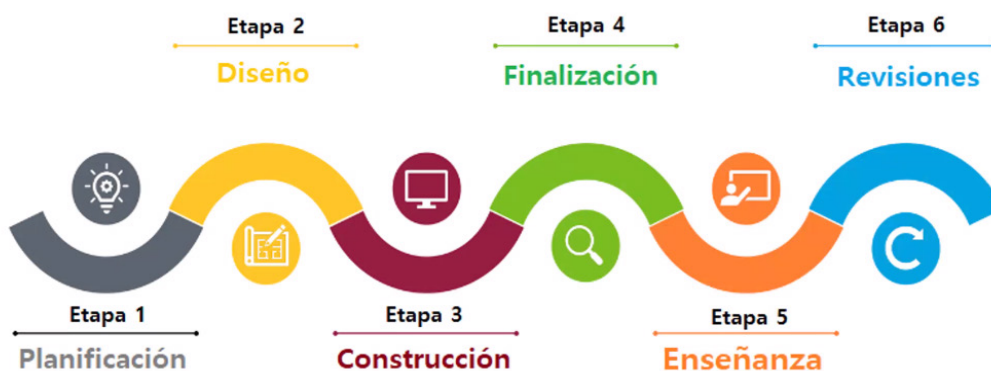 Etapa 1
Planificación
Etapa 2
Diseño
Etapa 3
Construcción
Etapa 4
Finalización
Etapa 5
Enseñanza
Etapa 6
Revisiones